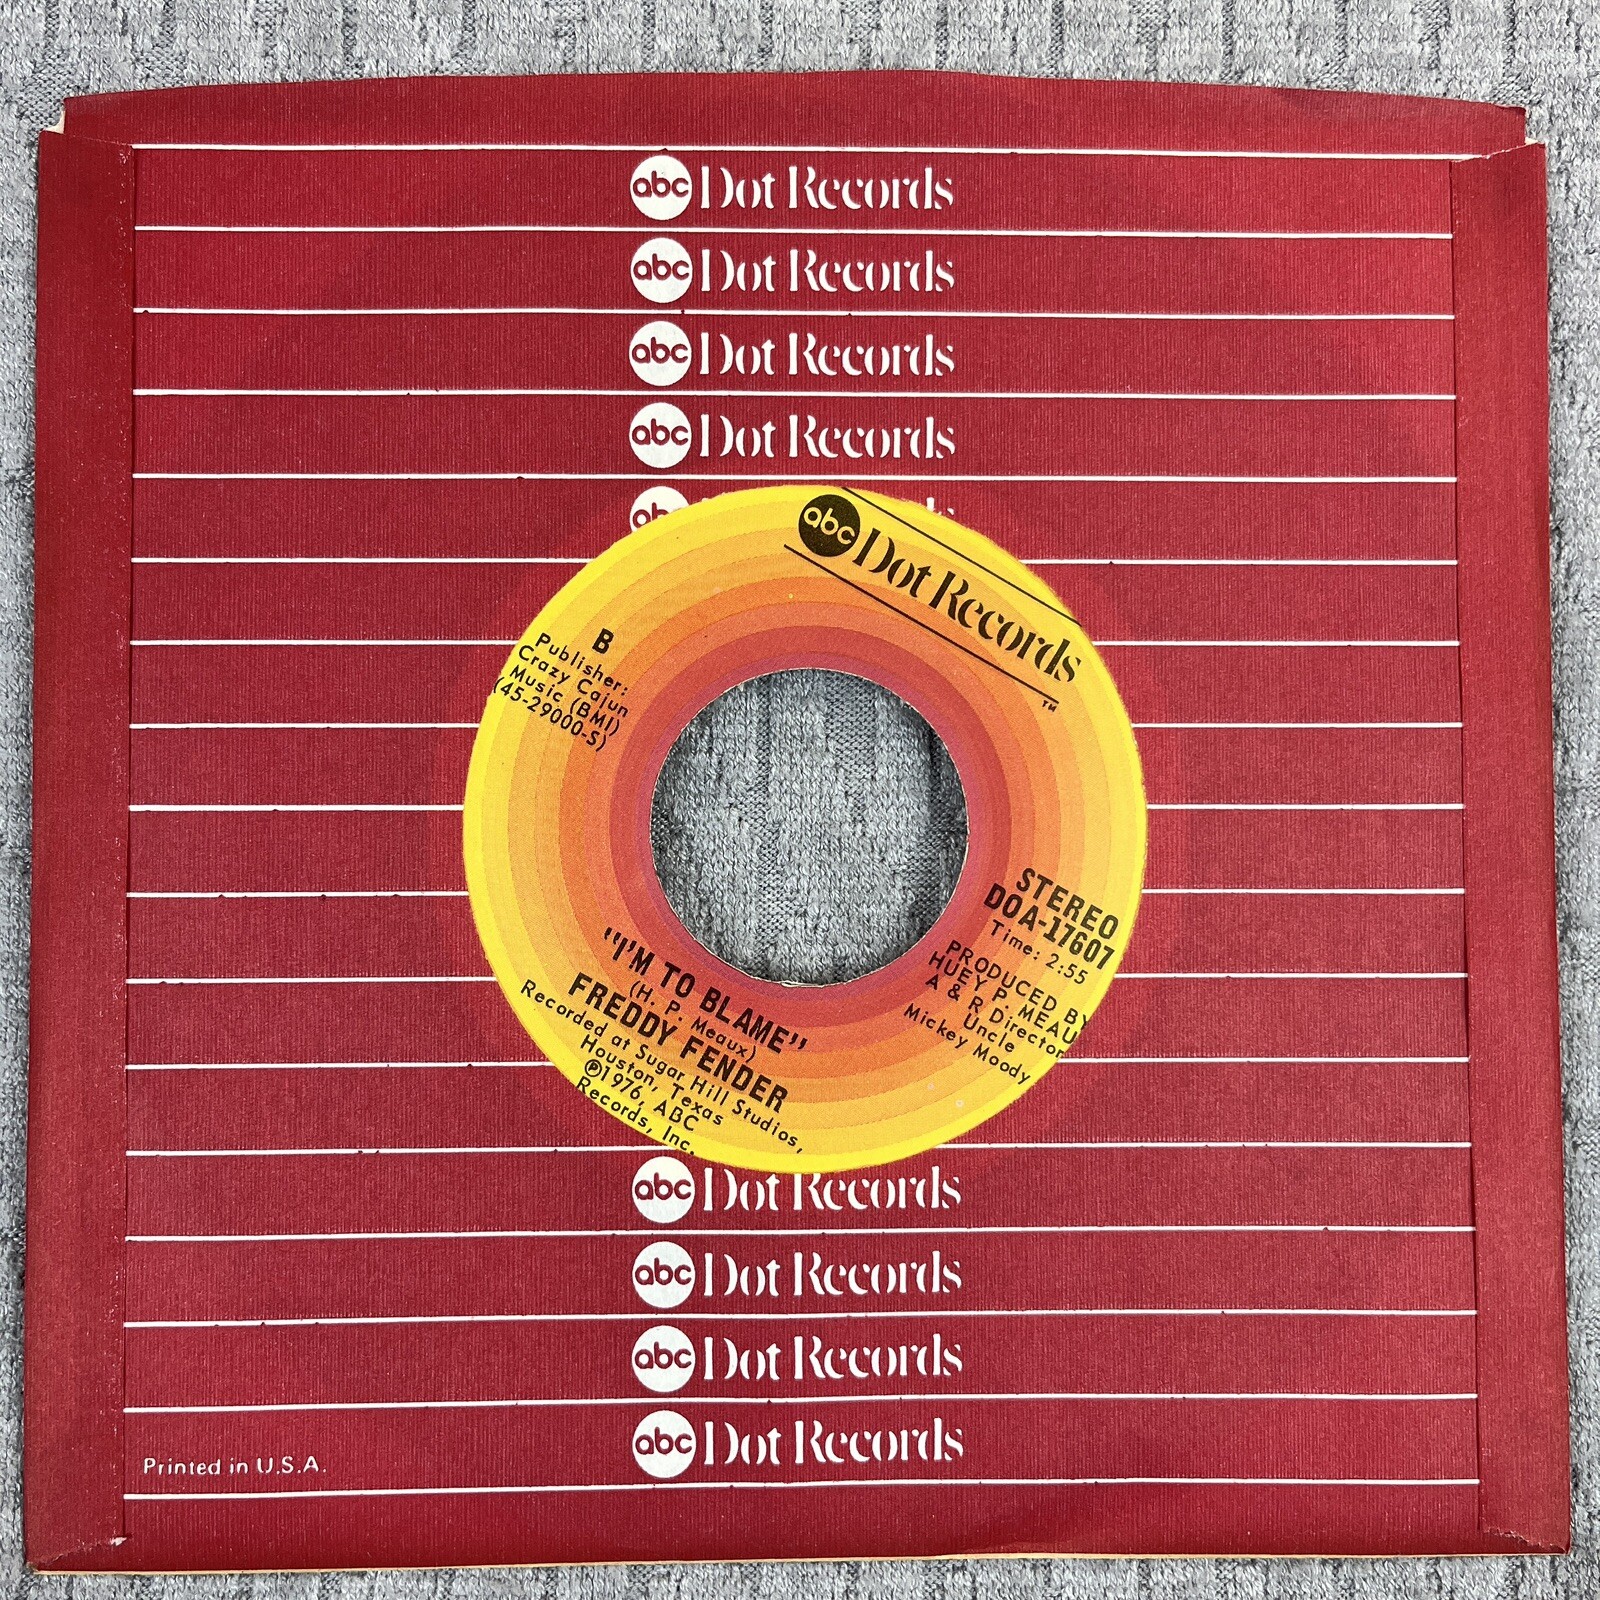 abc Dot Records
abc Dot Records
abc Dot Records
abc Dot Records
abc
abc Dot Records
TM
B
Publisher:
Crazy Cajun
Music (BMI)
(45-29000-S)
STEREO
DOA-17607
Time: 2:55
PRODUCED BY
HUEY P. MEAUX
A & R Director
Uncle
Mickey Moody
"I'M TO BLAME"
(H. P. Meaux)
FREDDY FENDER
Recorded at Sugar Hill Studios,
Houston, Texas
℗1976, ABC
Records, Inc.
abc Dot Records
abc Dot Records
abc Dot Records
abc Dot Records
Printed in U.S.A.